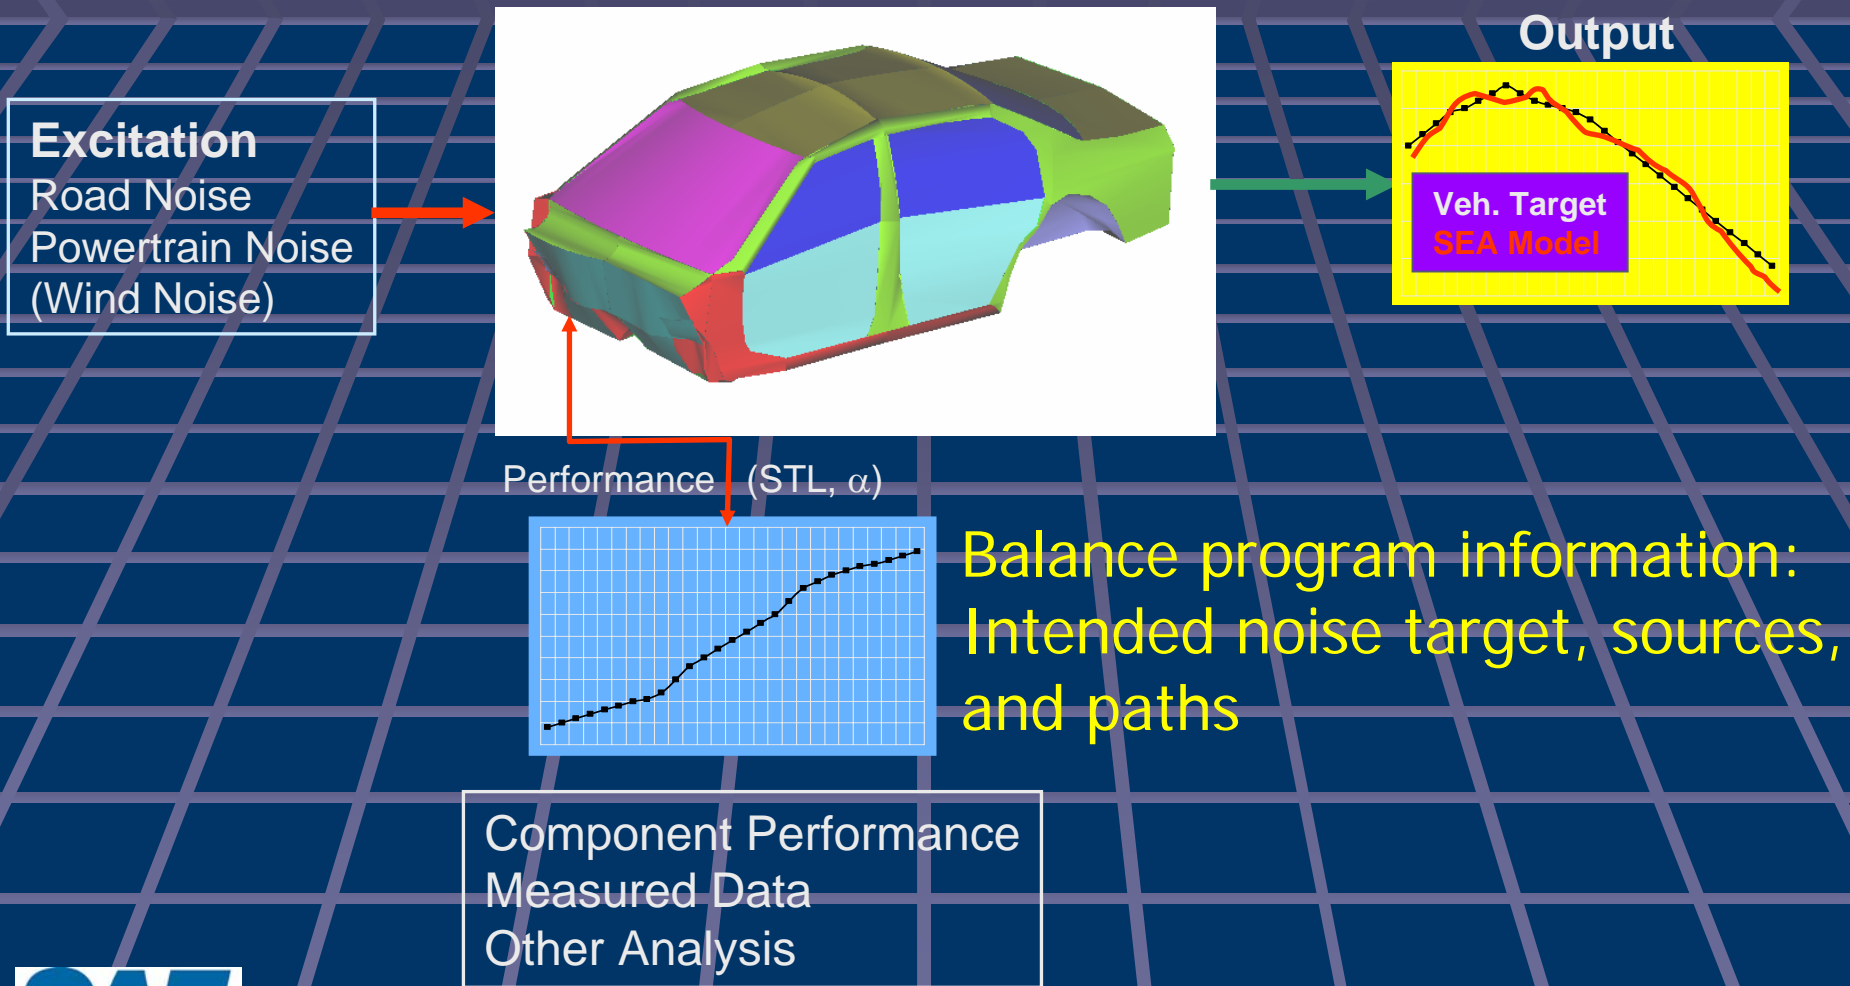 Output
Excitation
Road Noise
Powertrain Noise
(Wind Noise)
Veh. Target
SEA Model
Performance (STL, α)
Balance program information:
Intended noise target, sources,
and paths
Component Performance
Measured Data
Other Analysis